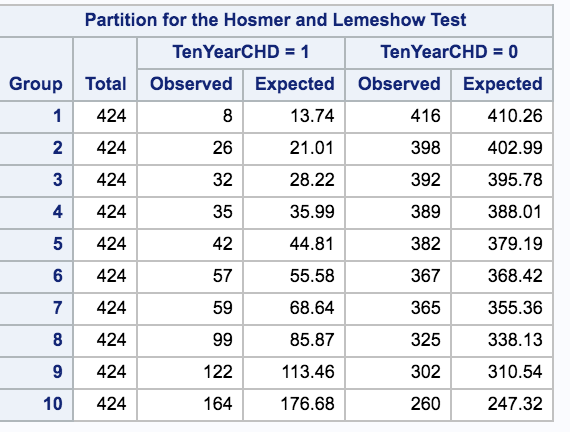 Partition for the Hosmer and Lemeshow Test
TenYearCHD = 1 TenYearCHD = 0
Group Total Observed Expected Observed Expected
1 424 8 13.74 416 410.26
2 424 26 21.01 398 402.99
3 424 32 28.22 392 395.78
4 424 35 35.99 389 388.01
5 424 42 44.81 382 379.19
6 424 57 55.58 367 368.42
7 424 59 68.64 365 355.36
8 424 99 85.87 325 338.13
9 424 122 113.46 302 310.54
10 424 164 176.68 260 247.32